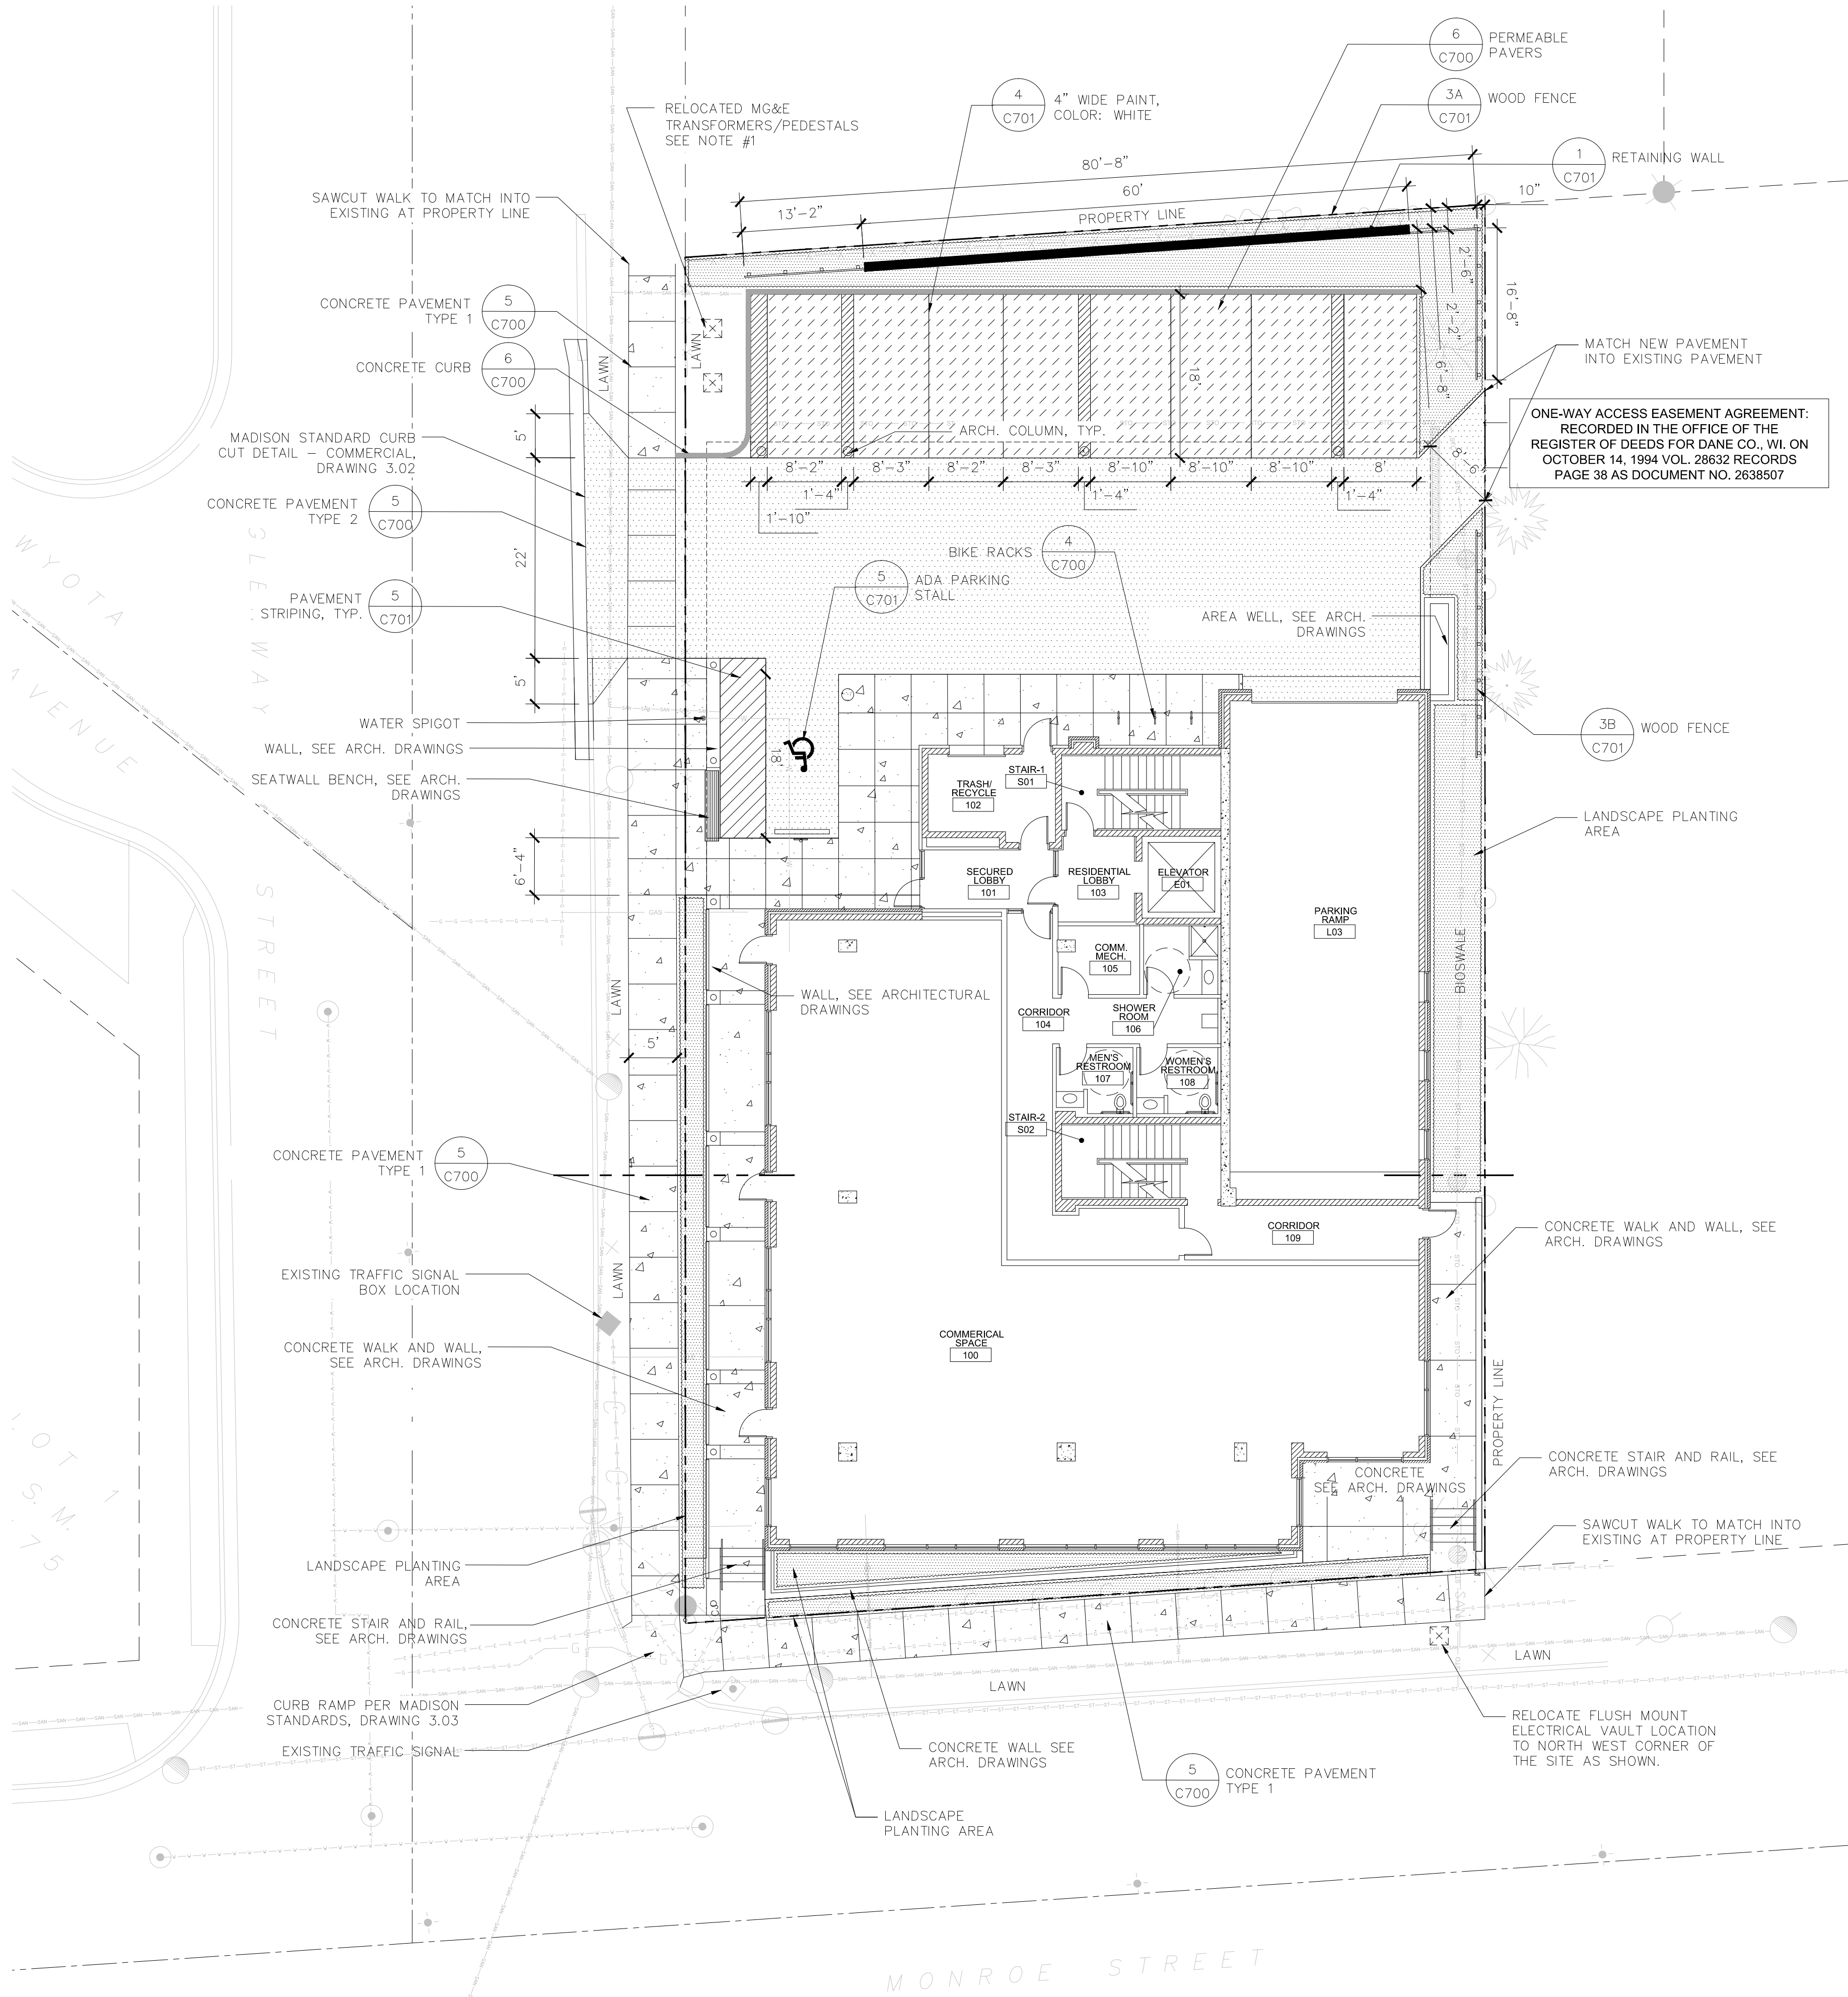 6
C700
PERMEABLE
PAVERS
4
C701
4" WIDE PAINT,
COLOR: WHITE
3A
C701
WOOD FENCE
RELOCATED MG&E
TRANSFORMERS/PEDESTALS
SEE NOTE #1
1
C701
RETAINING WALL
80'-8"
60'
10"
13'-2"
PROPERTY LINE
SAWCUT WALK TO MATCH INTO
EXISTING AT PROPERTY LINE
2'-6"
16'-8"
2'-2"
6'-8"
CONCRETE PAVEMENT
TYPE 1
5
C700
LAWN
LAWN
18'
MATCH NEW PAVEMENT
INTO EXISTING PAVEMENT
CONCRETE CURB
6
C700
ONE-WAY ACCESS EASEMENT AGREEMENT:
RECORDED IN THE OFFICE OF THE
REGISTER OF DEEDS FOR DANE CO., WI. ON
OCTOBER 14, 1994 VOL. 28632 RECORDS
PAGE 38 AS DOCUMENT NO. 2638507
5'
ARCH. COLUMN, TYP.
MADISON STANDARD CURB
CUT DETAIL – COMMERCIAL,
DRAWING 3.02
8'-2"
8'-3"
8'-2"
8'-3"
8'-10"
8'-10"
8'-10"
8'
8'-6"
1'-4"
1'-4"
1'-4"
1'-10"
CONCRETE PAVEMENT
TYPE 2
5
C700
22'
BIKE RACKS
4
C700
5
C701
ADA PARKING
STALL
PAVEMENT
STRIPING, TYP.
5
C701
AREA WELL, SEE ARCH.
DRAWINGS
WYOTA
AVENUE
GLE
WAY
STREET
5'
WATER SPIGOT
WALL, SEE ARCH. DRAWINGS
SEATWALL BENCH, SEE ARCH.
DRAWINGS
18'
3B
C701
WOOD FENCE
STAIR-1
S01
TRASH/
RECYCLE
102
LANDSCAPE PLANTING
AREA
6'-4"
SECURED
LOBBY
101
RESIDENTIAL
LOBBY
103
ELEVATOR
E01
GAS
PARKING
RAMP
L03
BIOSWALE
COMM.
MECH.
105
LAWN
WALL, SEE ARCHITECTURAL
DRAWINGS
CORRIDOR
104
SHOWER
ROOM
106
5'
MEN'S
RESTROOM
107
WOMEN'S
RESTROOM
108
STAIR-2
S02
CONCRETE PAVEMENT
TYPE 1
5
C700
CORRIDOR
109
CONCRETE WALK AND WALL, SEE
ARCH. DRAWINGS
EXISTING TRAFFIC SIGNAL
BOX LOCATION
LAWN
COMMERICAL
SPACE
100
CONCRETE WALK AND WALL,
SEE ARCH. DRAWINGS
PROPERTY LINE
CONCRETE
SEE ARCH. DRAWINGS
CONCRETE STAIR AND RAIL, SEE
ARCH. DRAWINGS
SAWCUT WALK TO MATCH INTO
EXISTING AT PROPERTY LINE
LANDSCAPE PLANTING
AREA
CONCRETE STAIR AND RAIL,
SEE ARCH. DRAWINGS
LAWN
LAWN
CURB RAMP PER MADISON
STANDARDS, DRAWING 3.03
EXISTING TRAFFIC SIGNAL
CONCRETE WALL SEE
ARCH. DRAWINGS
RELOCATE FLUSH MOUNT
ELECTRICAL VAULT LOCATION
TO NORTH WEST CORNER OF
THE SITE AS SHOWN.
5
C700
CONCRETE PAVEMENT
TYPE 1
LANDSCAPE
PLANTING AREA
MONROE STREET